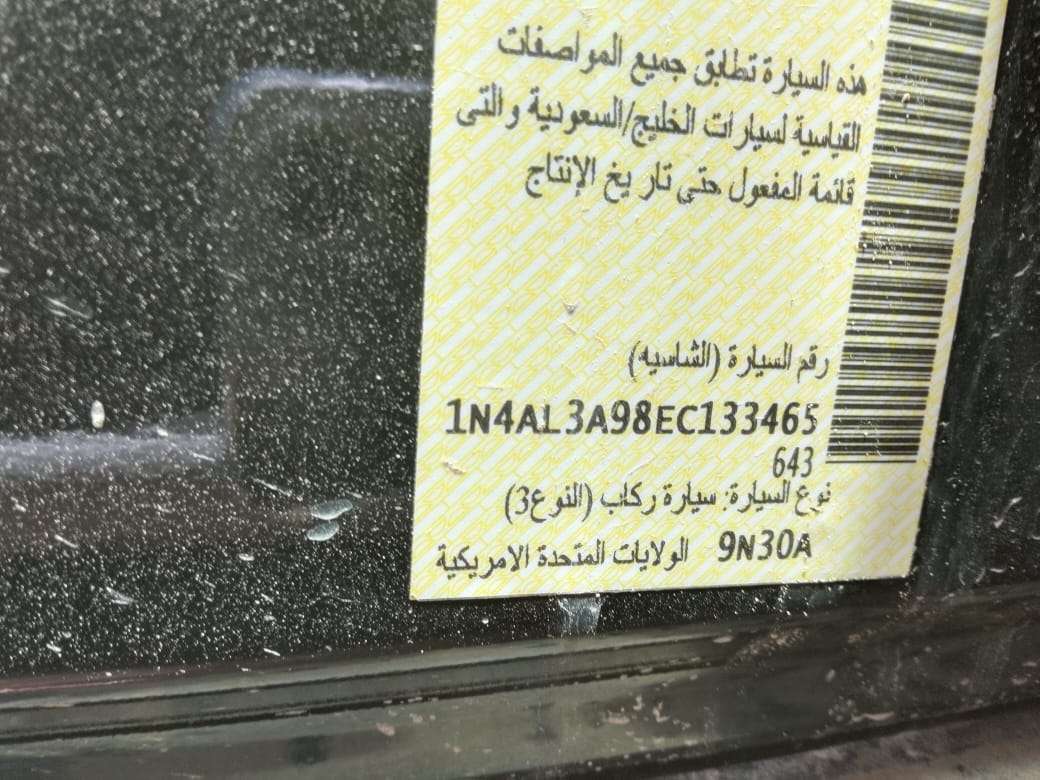 هذه السيارة تطابق جميع المواصفات
القياسية لسيارات الخليج/السعودية والتى
قائمة المفعول حتى تاريخ الإنتاج
رقم السيارة (الشاسيه)
1N4AL3A98EC133465
643
نوع السيارة: سيارة ركاب (النوع3)
9N30A الولايات المتحدة الامريكية